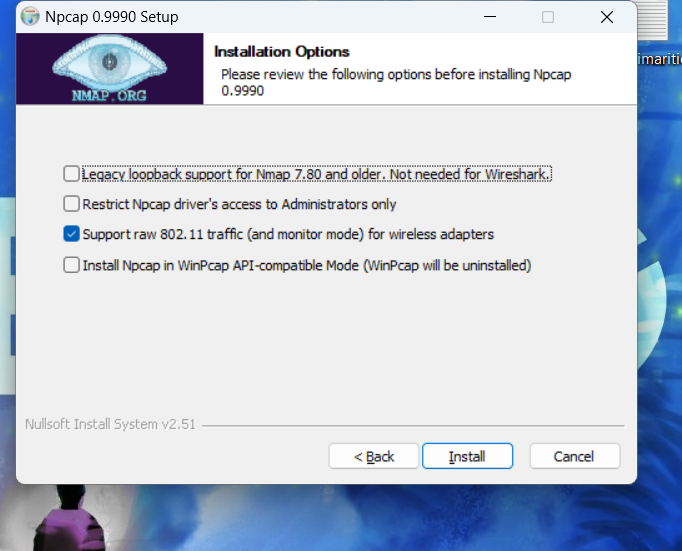 Npcap 0.9990 Setup
NMAP.ORG
Installation Options
Please review the following options before installing Npcap
0.9990
Legacy loopback support for Nmap 7.80 and older. Not needed for Wireshark.
Restrict Npcap driver's access to Administrators only
Support raw 802.11 traffic (and monitor mode) for wireless adapters
Install Npcap in WinPcap API-compatible Mode (WinPcap will be uninstalled)
Nullsoft Install System v2.51
< Back
Install
Cancel